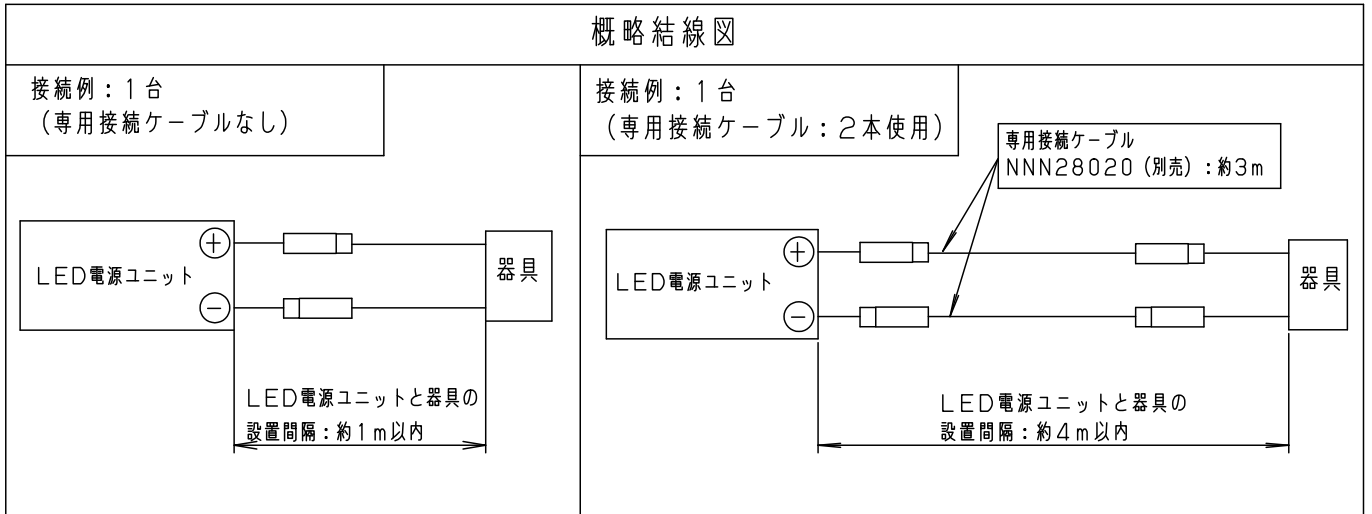 概略結線図
接続例：１台
（専用接続ケーブルなし）
＋
LED電源ユニット
－
器具
LED電源ユニットと器具の
設置間隔：約１ｍ以内
接続例：１台
（専用接続ケーブル：２本使用）
専用接続ケーブル
NNN28020（別売）：約3m
＋
LED電源ユニット
－
器具
LED電源ユニットと器具の
設置間隔：約４ｍ以内